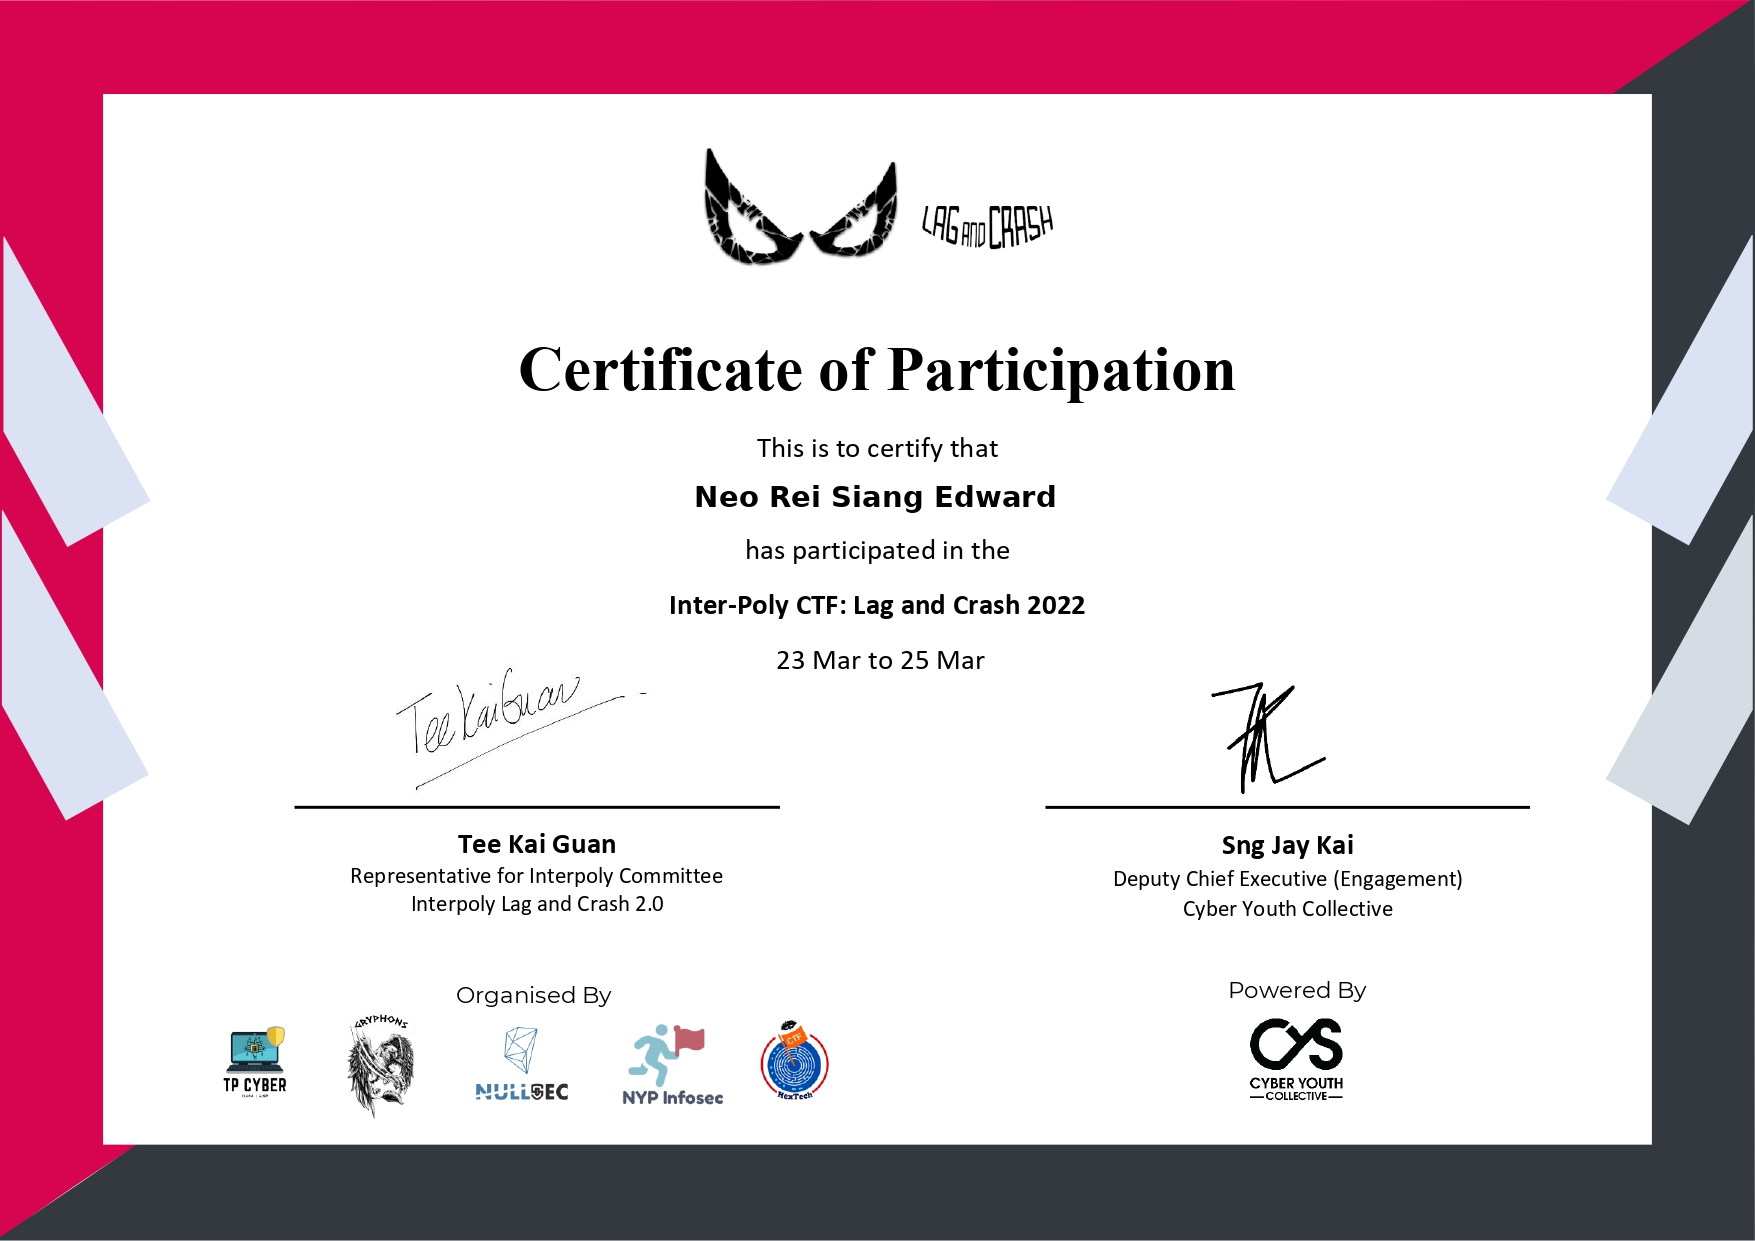 LAG AND CRASH
Certificate of Participation
This is to certify that
Neo Rei Siang Edward
has participated in the
Inter-Poly CTF: Lag and Crash 2022
23 Mar to 25 Mar
Tee Kai Guan
Tee Kai Guan
Representative for Interpoly Committee
Interpoly Lag and Crash 2.0
Sng Jay Kai
Deputy Chief Executive (Engagement)
Cyber Youth Collective
Organised By
TP CYBER
GRYPHONS
NULLSEC
NYP Infosec
CTF
HexTech
Powered By
CYS
CYBER YOUTH
COLLECTIVE